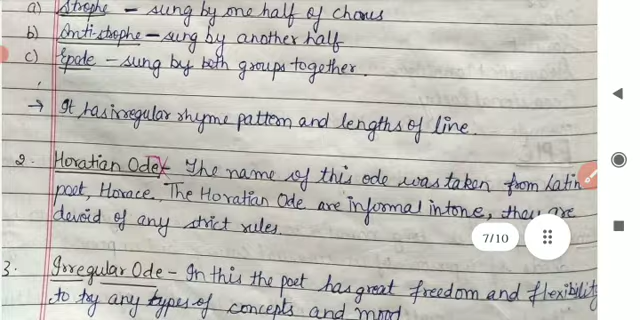 a) Strophe – sung by one half of chorus
b) Anti-strophe – sung by another half
c) Epode – sung by both groups together.
→ It has irregular rhyme pattern and lengths of line.
2. Horatian Ode – The name of this ode was taken from Latin
poet, Horace. The Horatian Ode are informal in tone, they are
devoid of any strict rules.
7/10
3. Irregular Ode – In this the poet has great freedom and flexibility
to try any types of concepts and mood